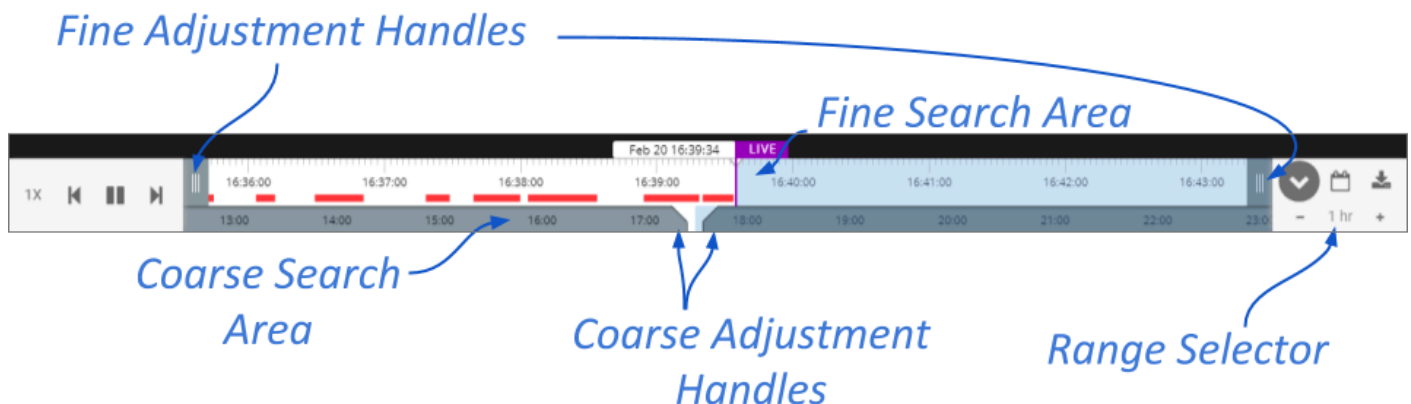 Fine Adjustment Handles
Fine Search Area
Feb 20 16:39:34 LIVE
1X 16:36:00 16:37:00 16:38:00 16:39:00 16:40:00 16:41:00 16:42:00 16:43:00
13:00 14:00 15:00 16:00 17:00 18:00 19:00 20:00 21:00 22:00 23:0 - 1 hr +
Coarse Search
Area
Coarse Adjustment
Handles
Range Selector